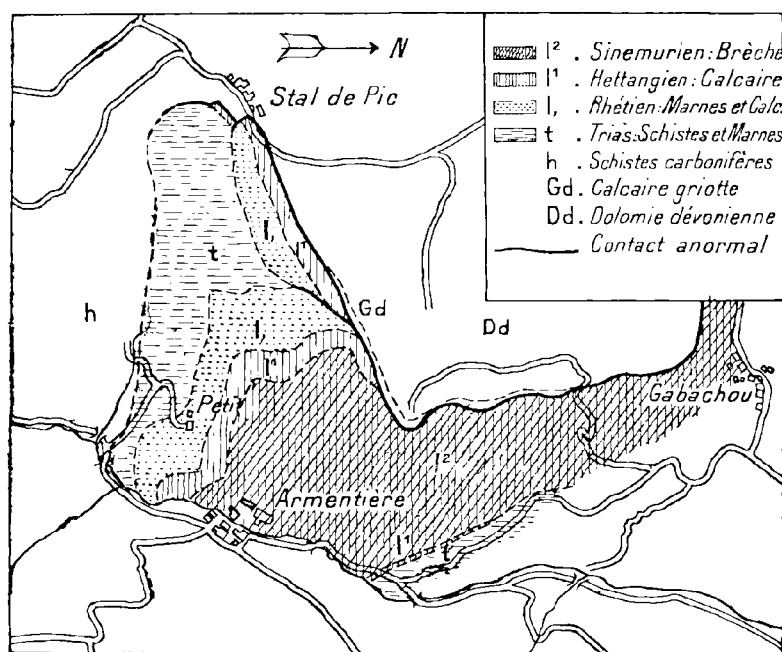 N
Stal de Pic
l² . Sinemurien: Brèche
l¹ . Hettangien: Calcaire
l, . Rhétien: Marnes et Calc.
t . Trias: Schistes et Marnes
h . Schistes carbonifères
Gd . Calcaire griotte
Dd . Dolomie dévonienne
Contact anormal
l,
l¹
t
Gd
h
l,
Dd
l¹
Petit
Gabachou
l²
Armentière
l¹
t